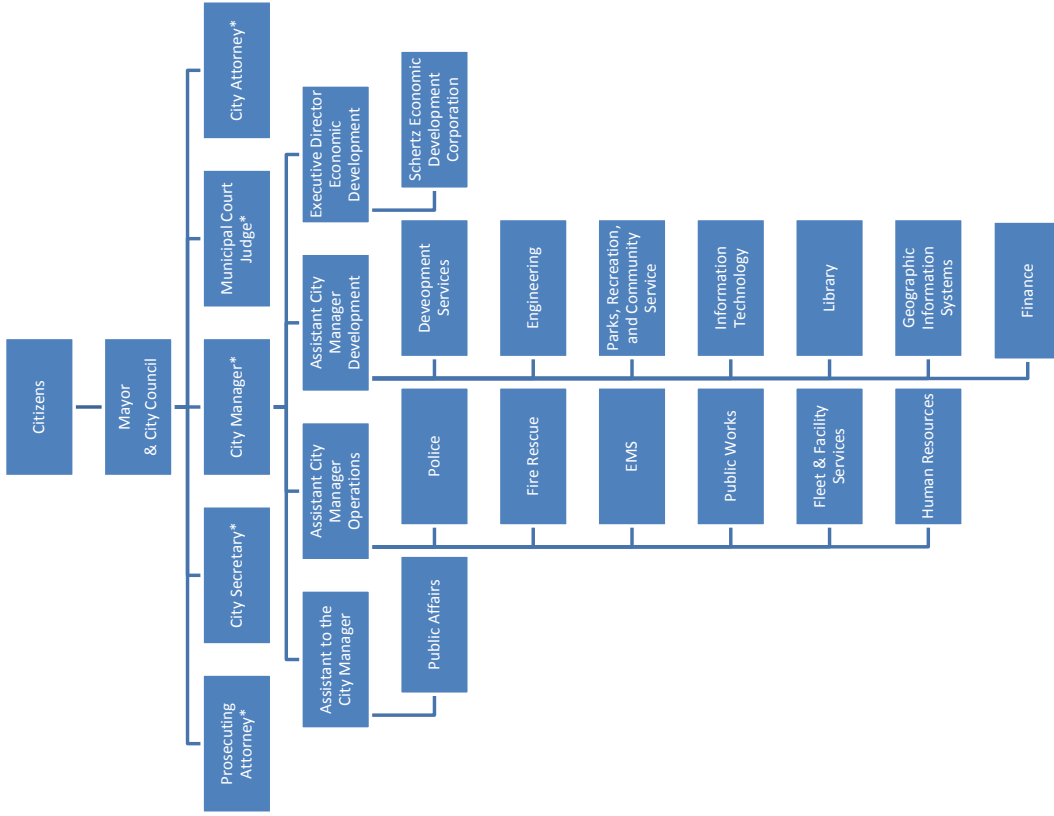 Citizens
Mayor
& City Council
Prosecuting
Attorney*
City Secretary*
City Manager*
Municipal Court
Judge*
City Attorney*
Assistant to the
City Manager
Assistant City
Manager
Operations
Assistant City
Manager
Development
Executive Director
Economic
Development
Public Affairs
Police
Fire Rescue
EMS
Public Works
Fleet & Facility
Services
Human Resources
Deveopment
Services
Engineering
Parks, Recreation,
and Community
Service
Information
Technology
Library
Geographic
Information
Systems
Finance
Schertz Economic
Development
Corporation